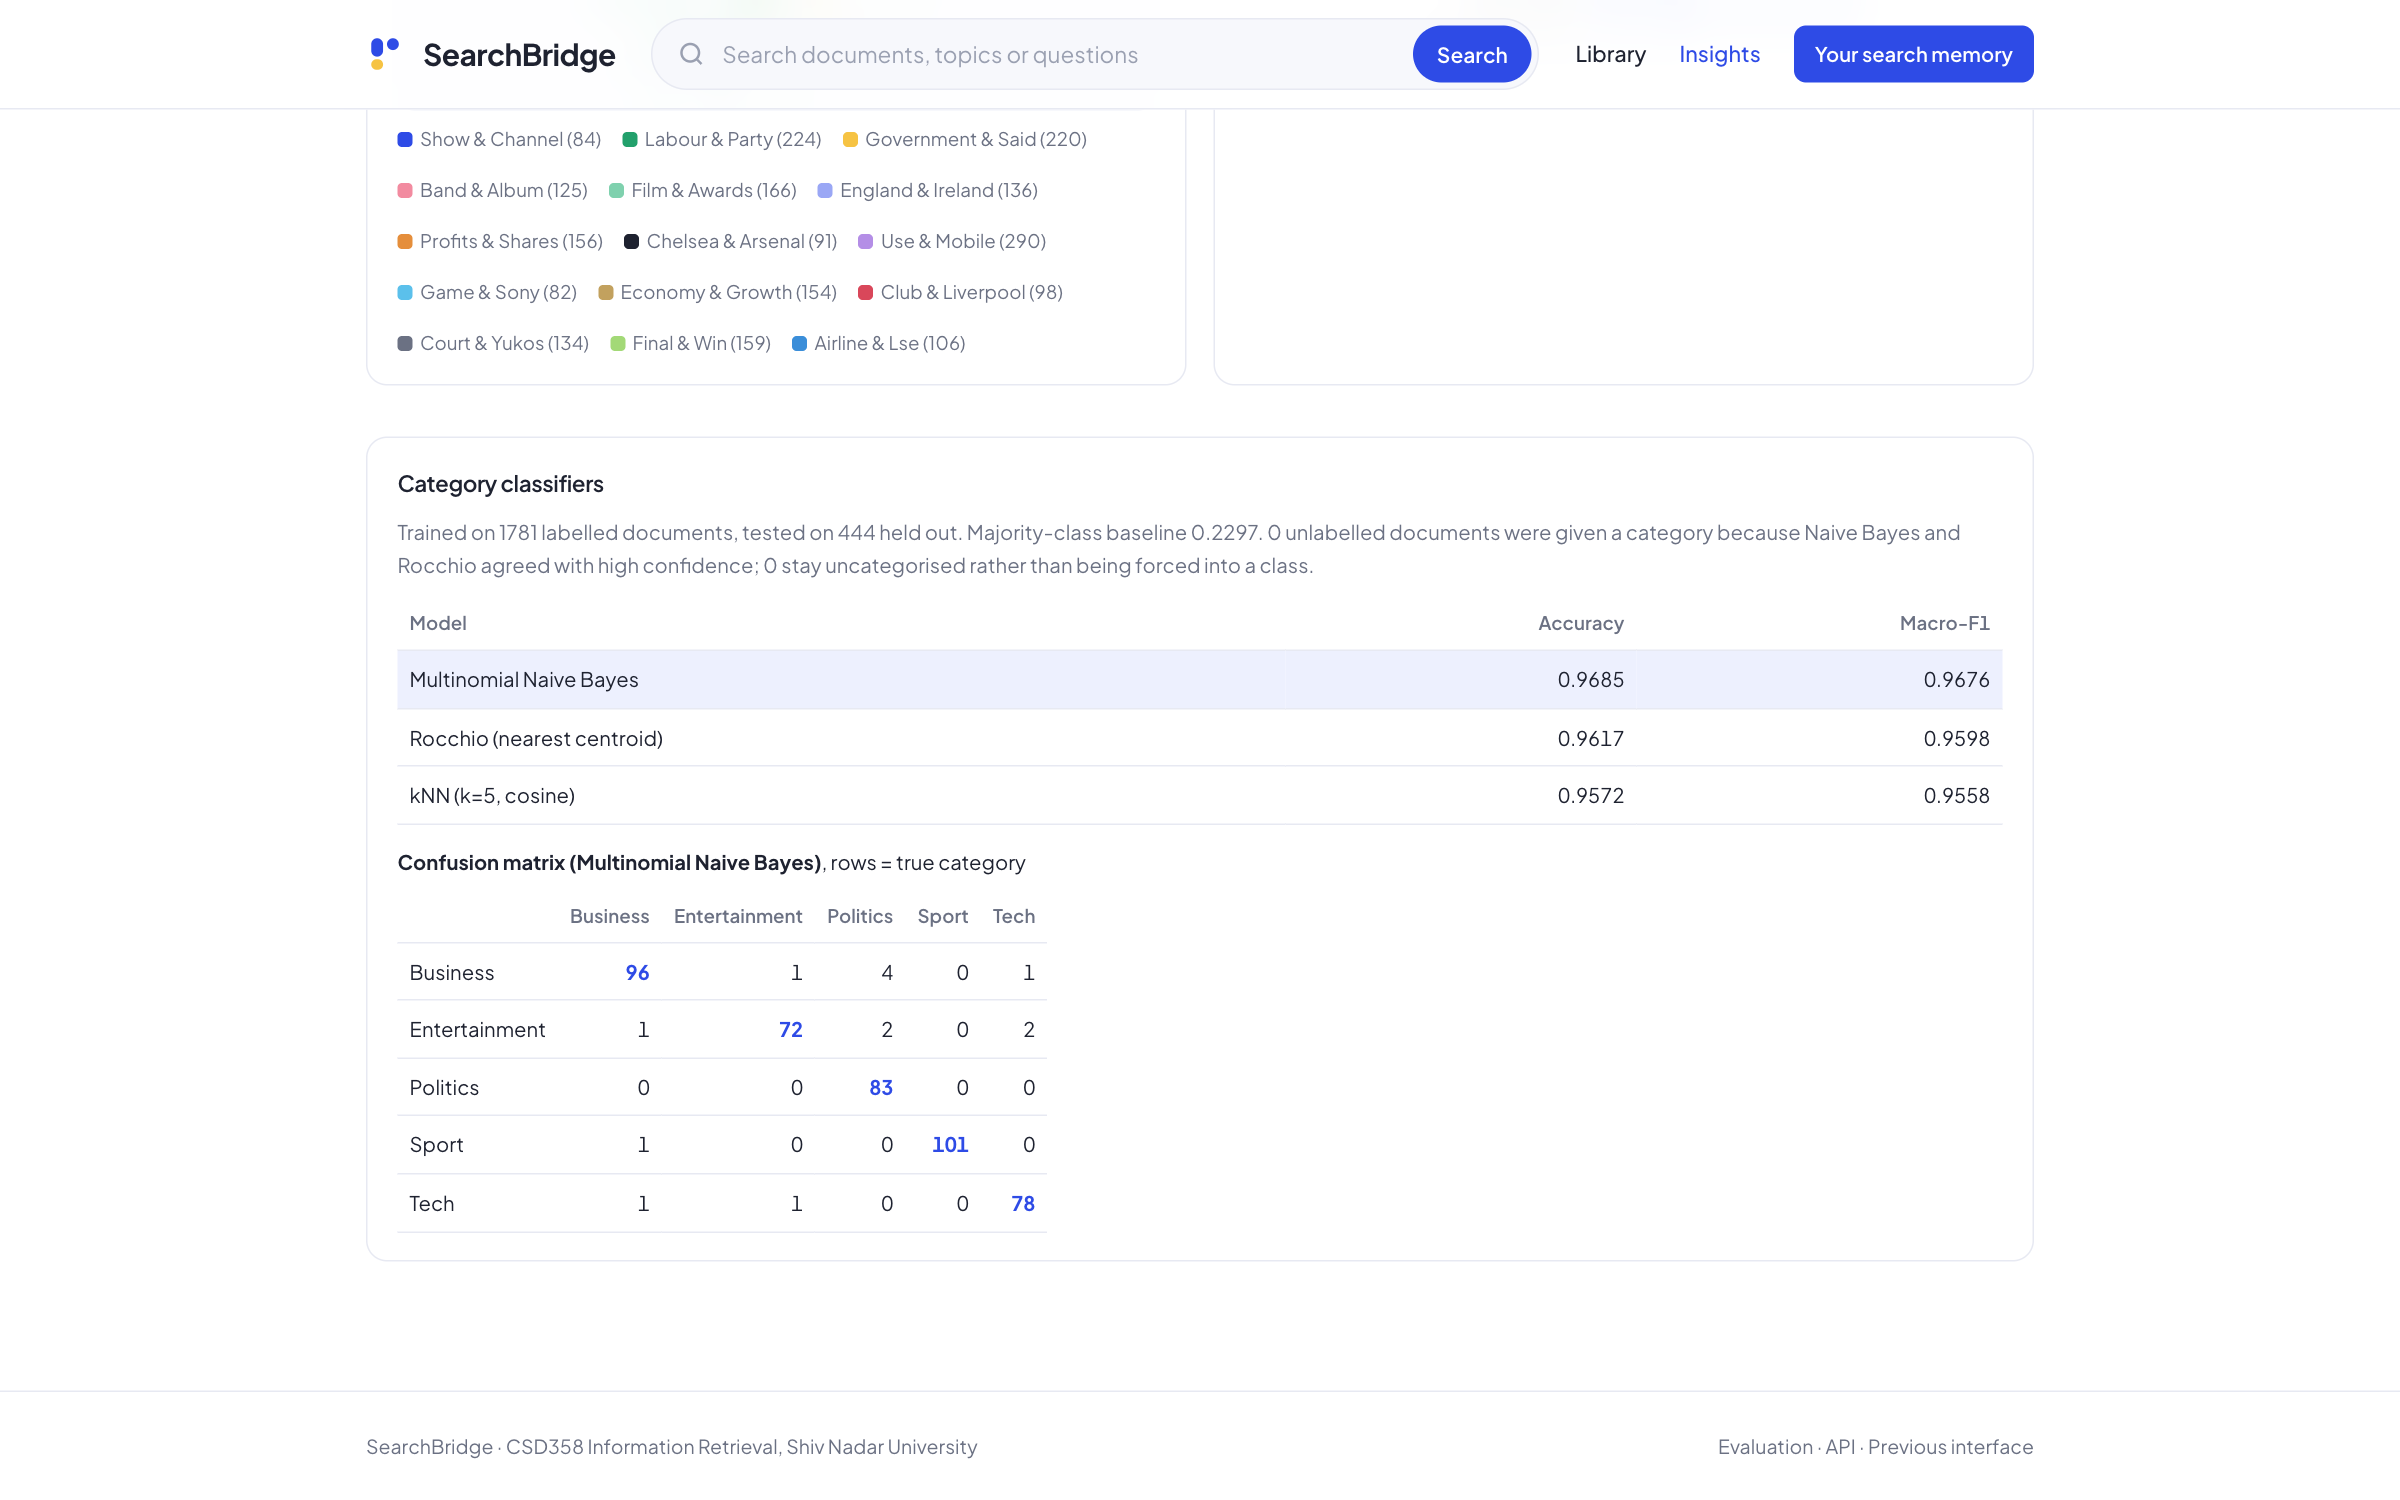 SearchBridge
Search documents, topics or questions
Search
Library
Insights
Your search memory
Show & Channel (84) Labour & Party (224) Government & Said (220)
Band & Album (125) Film & Awards (166) England & Ireland (136)
Profits & Shares (156) Chelsea & Arsenal (91) Use & Mobile (290)
Game & Sony (82) Economy & Growth (154) Club & Liverpool (98)
Court & Yukos (134) Final & Win (159) Airline & Lse (106)
Category classifiers
Trained on 1781 labelled documents, tested on 444 held out. Majority-class baseline 0.2297. 0 unlabelled documents were given a category because Naive Bayes and
Rocchio agreed with high confidence; 0 stay uncategorised rather than being forced into a class.
Model Accuracy Macro-F1
Multinomial Naive Bayes 0.9685 0.9676
Rocchio (nearest centroid) 0.9617 0.9598
kNN (k=5, cosine) 0.9572 0.9558
Confusion matrix (Multinomial Naive Bayes), rows = true category
Business Entertainment Politics Sport Tech
Business 96 1 4 0 1
Entertainment 1 72 2 0 2
Politics 0 0 83 0 0
Sport 1 0 0 101 0
Tech 1 1 0 0 78
SearchBridge · CSD358 Information Retrieval, Shiv Nadar University
Evaluation · API · Previous interface